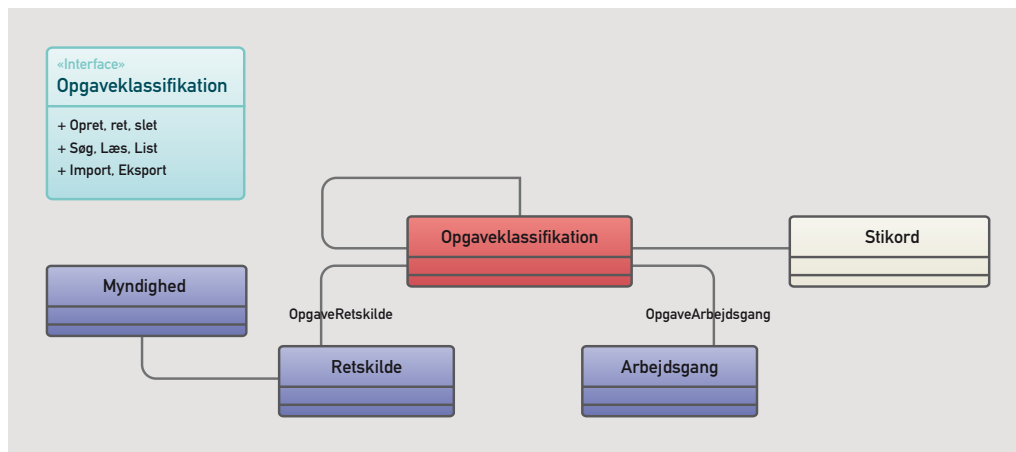 «Interface»
Opgaveklassifikation
+ Opret, ret, slet
+ Søg, Læs, List
+ Import, Eksport
Opgaveklassifikation
Stikord
Myndighed
OpgaveRetskilde
OpgaveArbejdsgang
Retskilde
Arbejdsgang